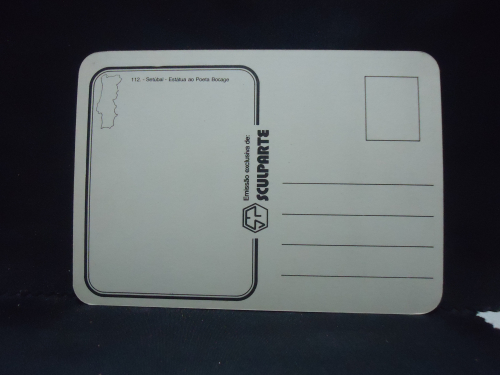 112. - Setúbal - Estátua ao Poeta Bocage
Emissão exclusiva de:
SCULPARTE